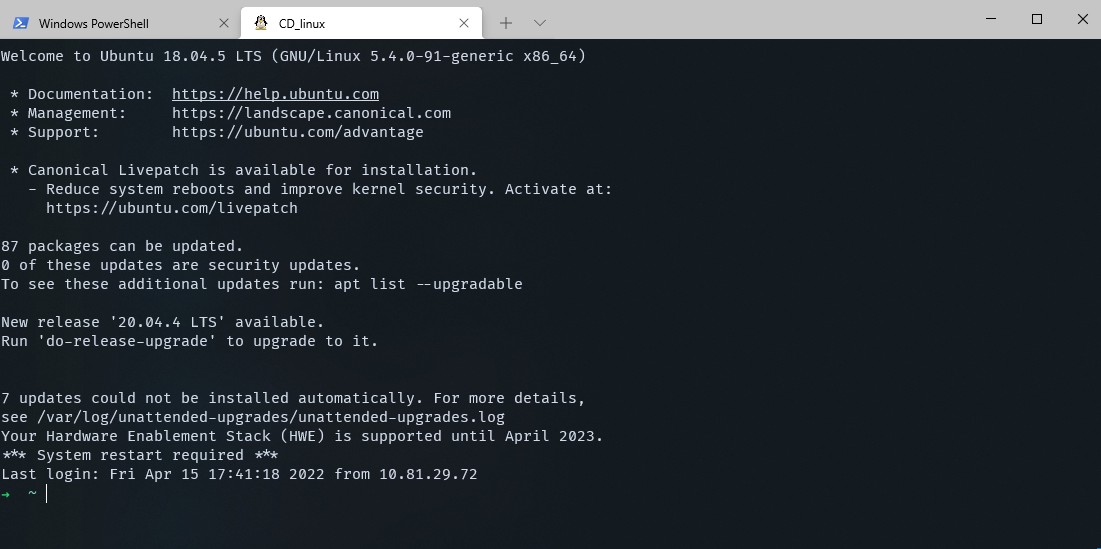 Windows PowerShell
CD_linux
Welcome to Ubuntu 18.04.5 LTS (GNU/Linux 5.4.0-91-generic x86_64)
* Documentation: https://help.ubuntu.com
* Management: https://landscape.canonical.com
* Support: https://ubuntu.com/advantage
* Canonical Livepatch is available for installation.
- Reduce system reboots and improve kernel security. Activate at:
https://ubuntu.com/livepatch
87 packages can be updated.
0 of these updates are security updates.
To see these additional updates run: apt list --upgradable
New release '20.04.4 LTS' available.
Run 'do-release-upgrade' to upgrade to it.
7 updates could not be installed automatically. For more details,
see /var/log/unattended-upgrades/unattended-upgrades.log
Your Hardware Enablement Stack (HWE) is supported until April 2023.
*** System restart required ***
Last login: Fri Apr 15 17:41:18 2022 from 10.81.29.72
→ ~